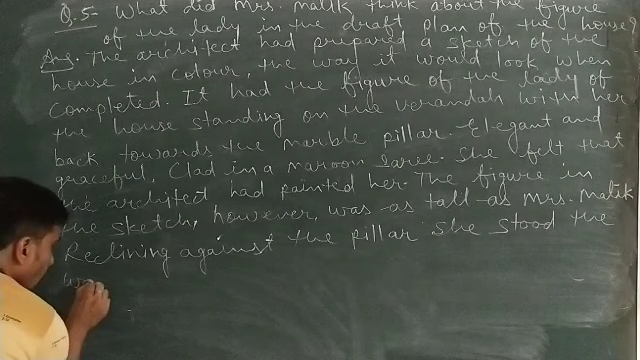 Q.5- What did Mrs. Malik think about the figure
of the lady in the draft plan of the house?
Ans. The architect had prepared a sketch of the
house in colour, the way it would look when
completed. It had the figure of the lady of
the house standing on the verandah with her
back towards the marble pillar. Elegant and
graceful, Clad in a maroon saree. She felt that
the architect had painted her. The figure in
the sketch, however, was as tall as Mrs. Malik
Reclining against the pillar she stood the
wa